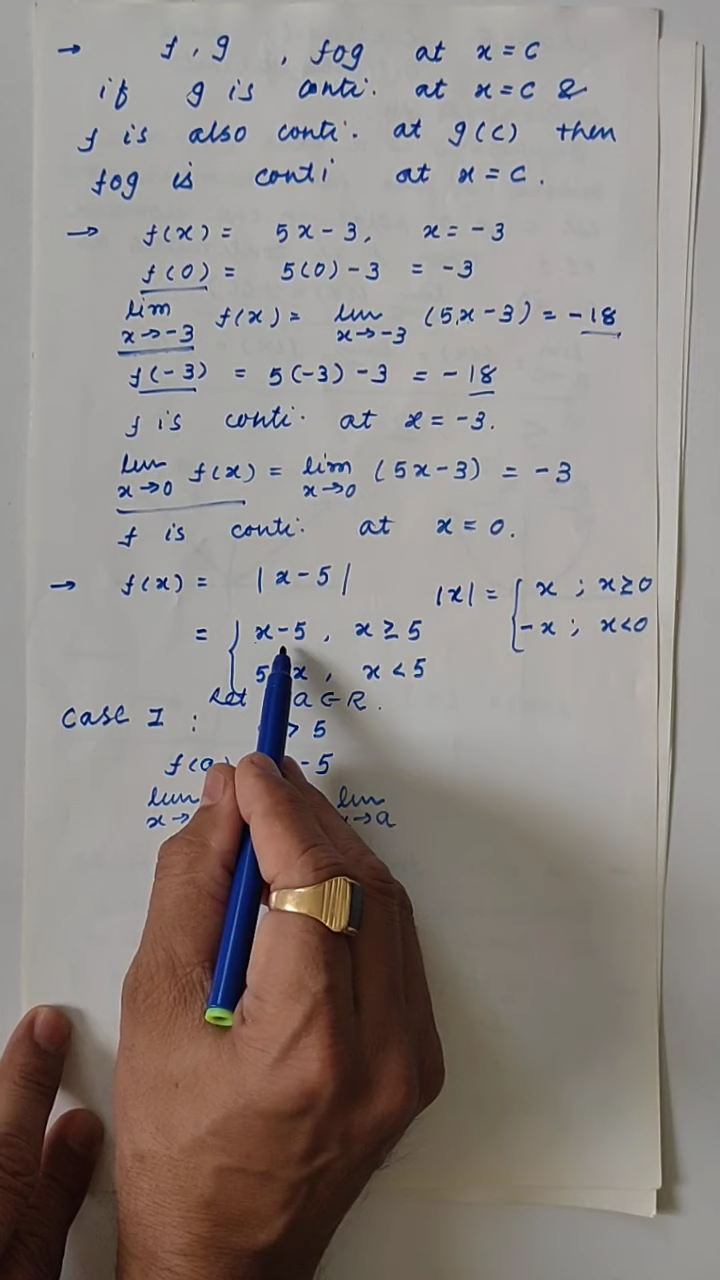 → f, g , fog at x = c
if g is conti. at x = c &
f is also conti. at g(c) then
fog is conti at x = c.
→ f(x) = 5x - 3, x = -3
f(0) = 5(0) - 3 = -3
lim x→-3 f(x) = lim x→-3 (5x - 3) = -18
f(-3) = 5(-3) - 3 = -18
f is conti. at x = -3.
lim x→0 f(x) = lim x→0 (5x - 3) = -3
f is conti. at x = 0.
→ f(x) = |x - 5|
|x| = { x ; x ≥ 0
-x ; x < 0
= { x - 5, x ≥ 5
5 x, x < 5
Let a ∈ R.
Case I : > 5
f(a) - 5
lim x→ lim x→a